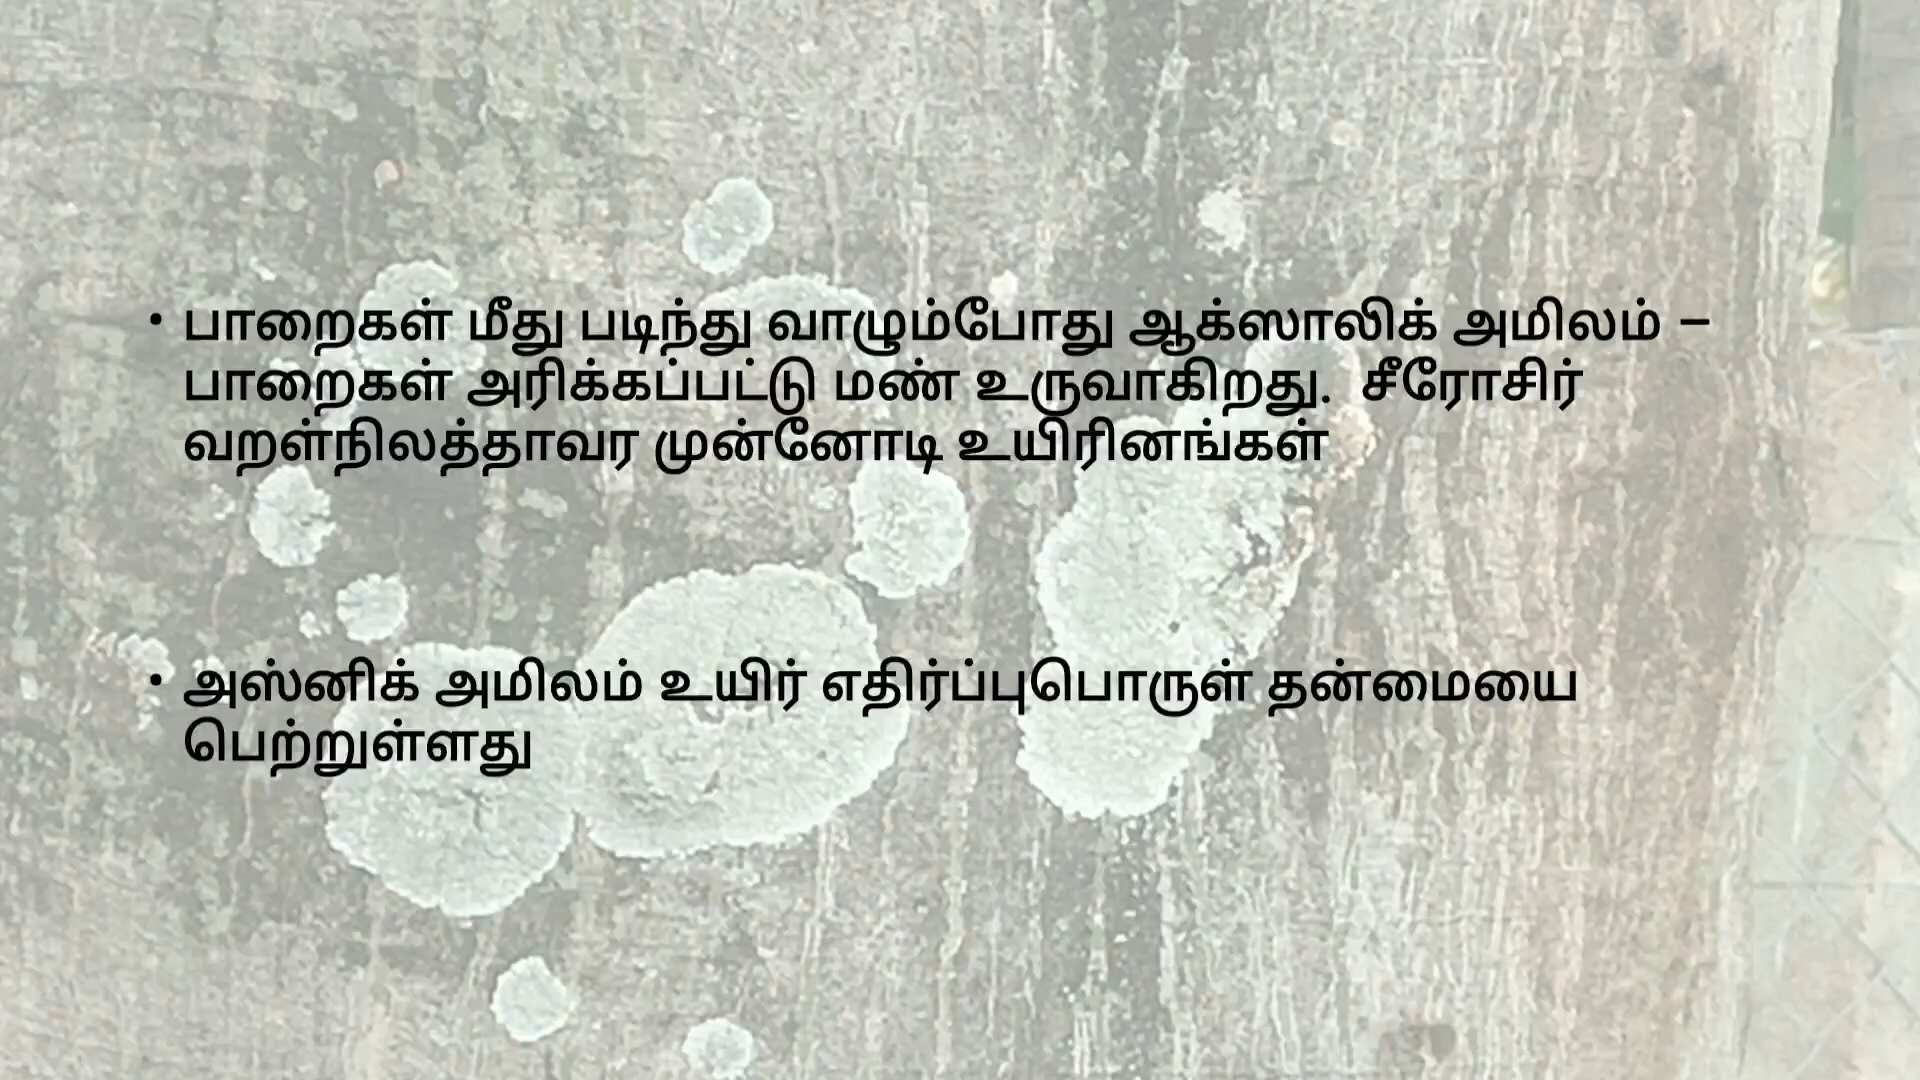 • பாறைகள் மீது படிந்து வாழும்போது ஆக்ஸாலிக் அமிலம் –
பாறைகள் அரிக்கப்பட்டு மண் உருவாகிறது. சீரோசிர்
வறள்நிலத்தாவர முன்னோடி உயிரினங்கள்
• அஸ்னிக் அமிலம் உயிர் எதிர்ப்புபொருள் தன்மையை
பெற்றுள்ளது